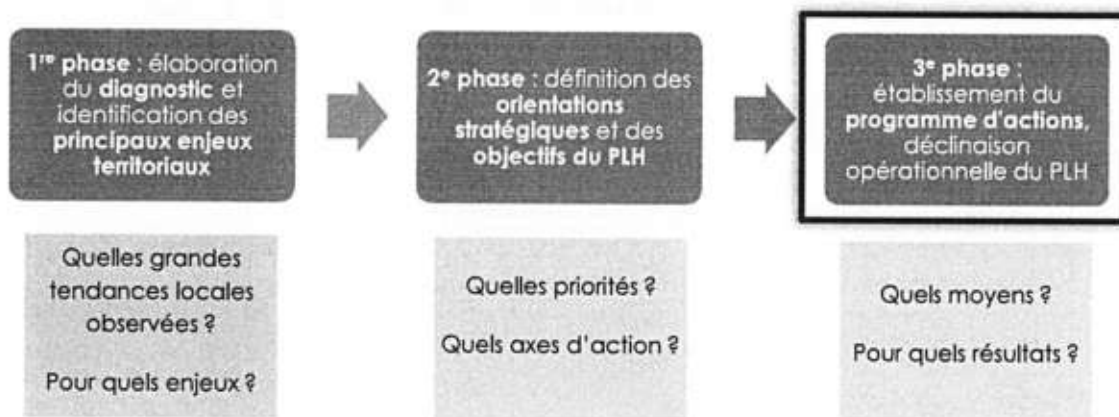 1re phase : élaboration
du diagnostic et
identification des
principaux enjeux
territoriaux
Quelles grandes
tendances locales
observées ?
Pour quels enjeux ?
2e phase : définition des
orientations
stratégiques et des
objectifs du PLH
Quelles priorités ?
Quels axes d'action ?
3e phase :
établissement du
programme d'actions,
déclinaison
opérationnelle du PLH
Quels moyens ?
Pour quels résultats ?